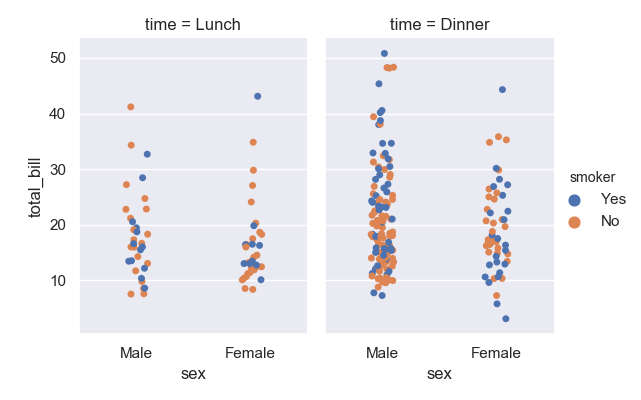 time = Lunch
time = Dinner
total_bill
50
40
30
20
10
Male
Female
Male
Female
sex
sex
smoker
Yes
No